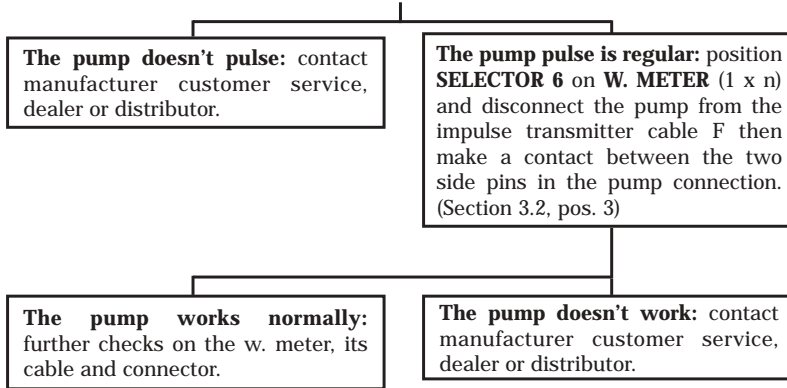 The pump doesn't pulse: contact
manufacturer customer service,
dealer or distributor.
The pump pulse is regular: position
SELECTOR 6 on W. METER (1 x n)
and disconnect the pump from the
impulse transmitter cable F then
make a contact between the two
side pins in the pump connection.
(Section 3.2, pos. 3)
The pump works normally:
further checks on the w. meter, its
cable and connector.
The pump doesn't work: contact
manufacturer customer service,
dealer or distributor.